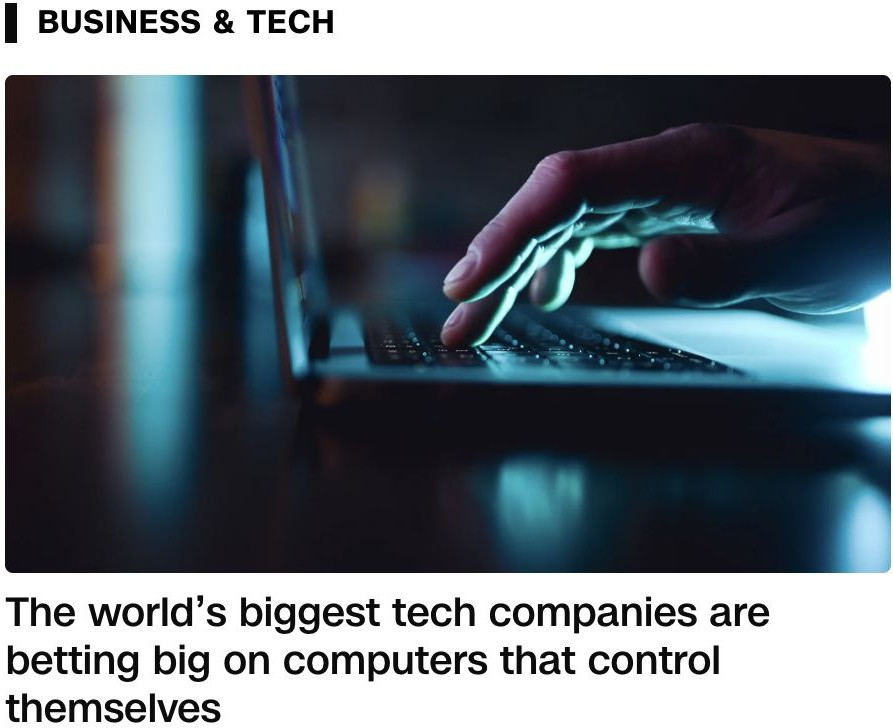 BUSINESS & TECH
The world’s biggest tech companies are
betting big on computers that control
themselves